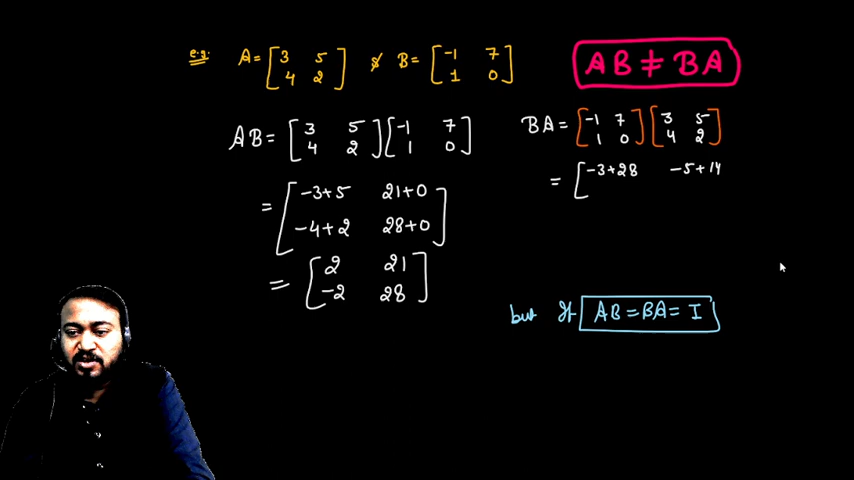 e.g. A = [3 5 4 2] & B = [-1 7 1 0]
AB ≠ BA
AB = [3 5 4 2][-1 7 1 0]
= [-3+5 21+0 -4+2 28+0]
= [2 21 -2 28]
BA = [-1 7 1 0][3 5 4 2]
= [-3+28 -5+14
but If AB = BA = I